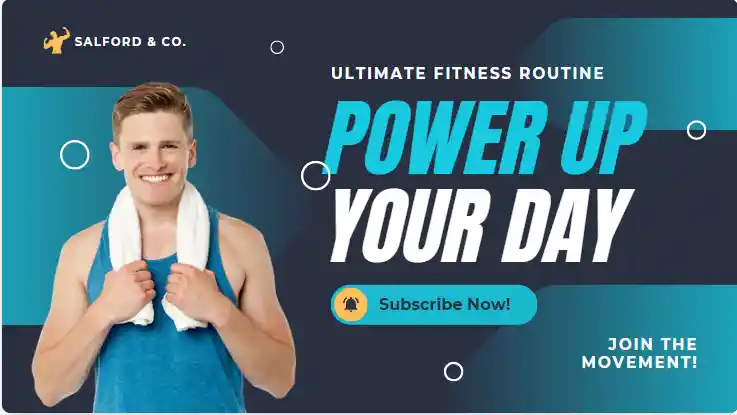 SALFORD & CO.
ULTIMATE FITNESS ROUTINE
POWER UP
YOUR DAY
Subscribe Now!
JOIN THE
MOVEMENT!